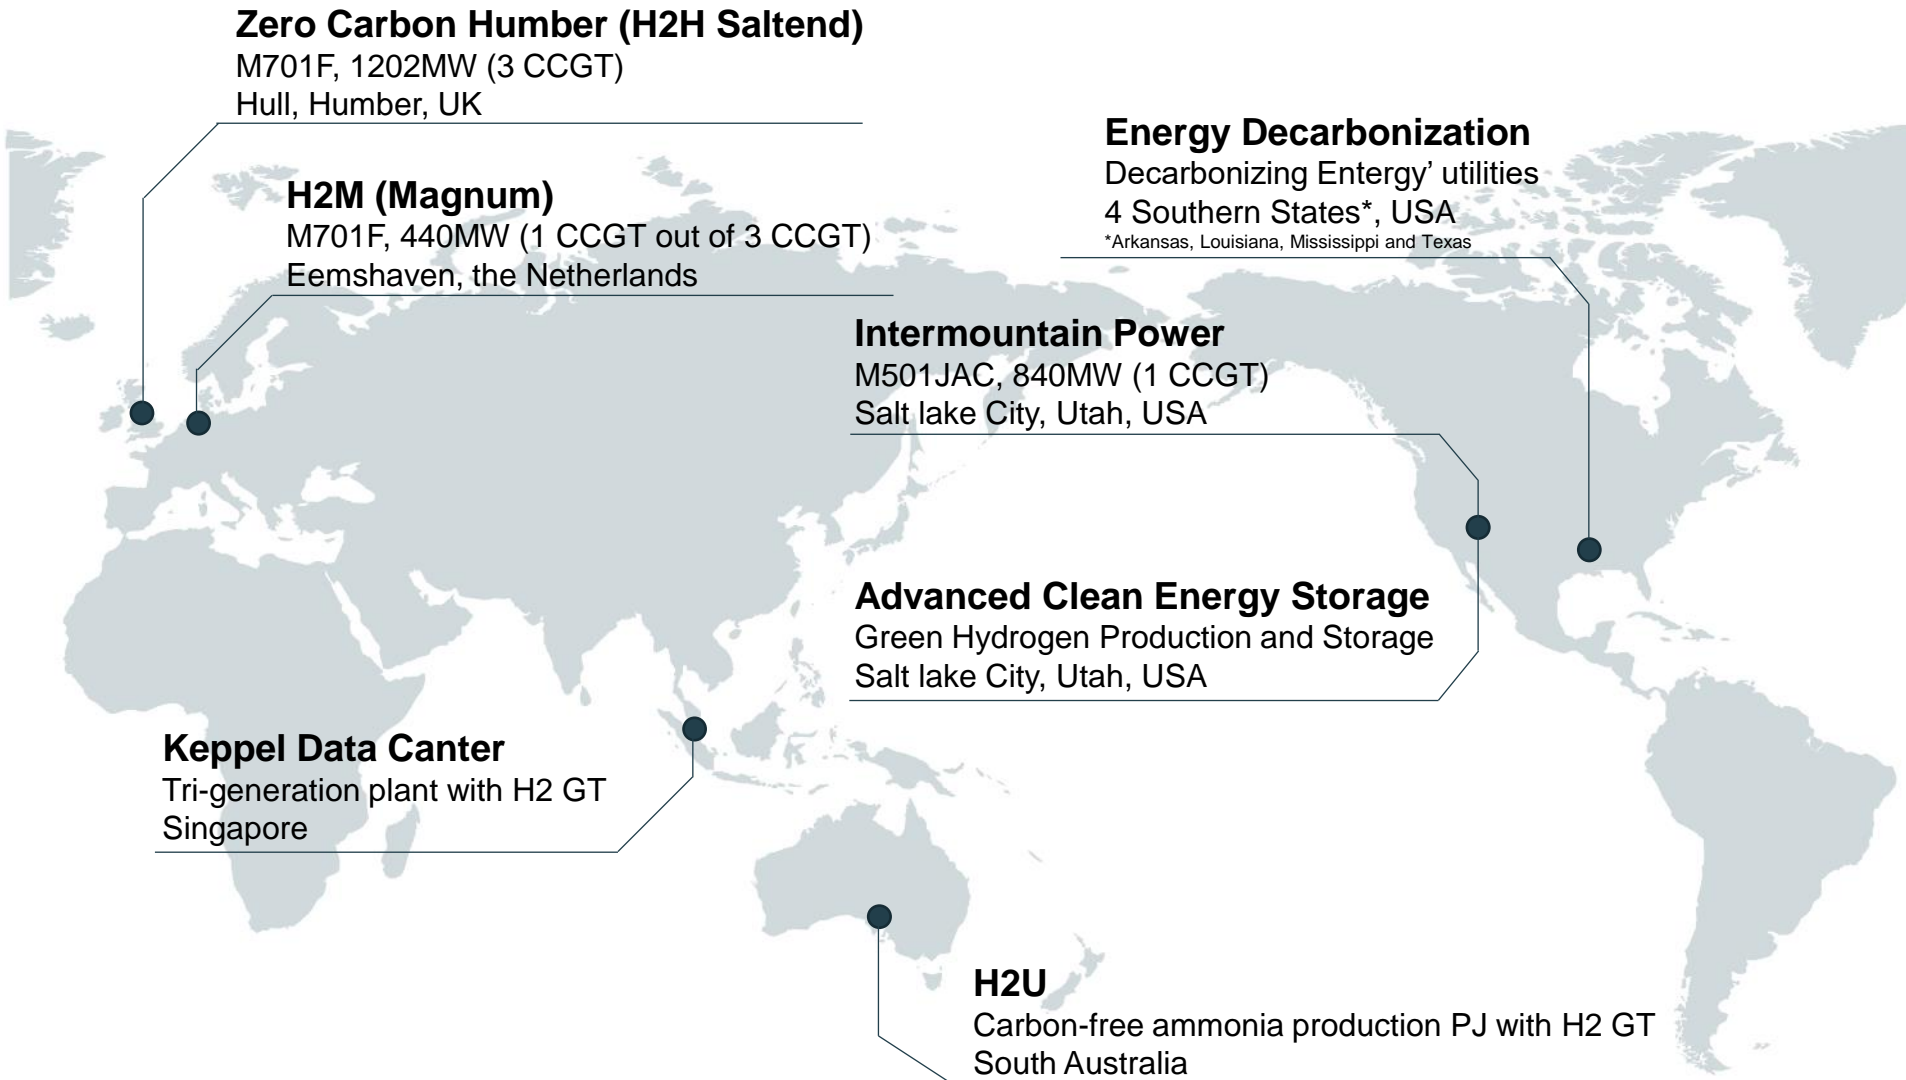 Zero Carbon Humber (H2H Saltend)
M701F, 1202MW (3 CCGT)
Hull, Humber, UK
H2M (Magnum)
M701F, 440MW (1 CCGT out of 3 CCGT)
Eemshaven, the Netherlands
Energy Decarbonization
Decarbonizing Entergy’ utilities
4 Southern States*, USA
*Arkansas, Louisiana, Mississippi and Texas
Intermountain Power
M501JAC, 840MW (1 CCGT)
Salt lake City, Utah, USA
Advanced Clean Energy Storage
Green Hydrogen Production and Storage
Salt lake City, Utah, USA
Keppel Data Canter
Tri-generation plant with H2 GT
Singapore
H2U
Carbon-free ammonia production PJ with H2 GT
South Australia